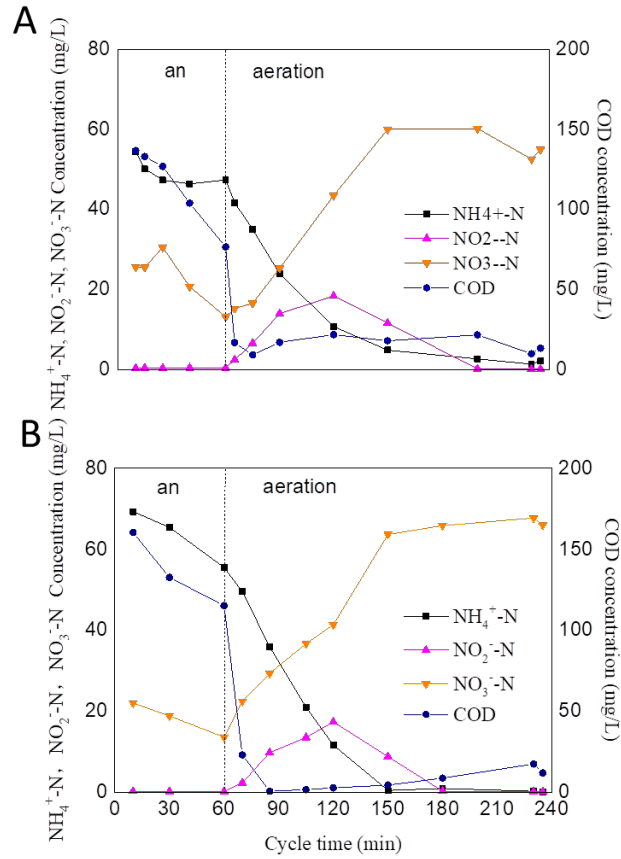 A
NH₄⁺-N, NO₂⁻-N, NO₃⁻-N Concentration (mg/L)
80
60
40
20
0
an
aeration
200
150
100
50
0
COD concentration (mg/L)
NH4+-N
NO2--N
NO3--N
COD
B
NH₄⁺-N, NO₂⁻-N, NO₃⁻-N Concentration (mg/L)
80
60
40
20
0
an
aeration
200
150
100
50
0
COD concentration (mg/L)
NH₄⁺-N
NO₂⁻-N
NO₃⁻-N
COD
0 30 60 90 120 150 180 210 240
Cycle time (min)